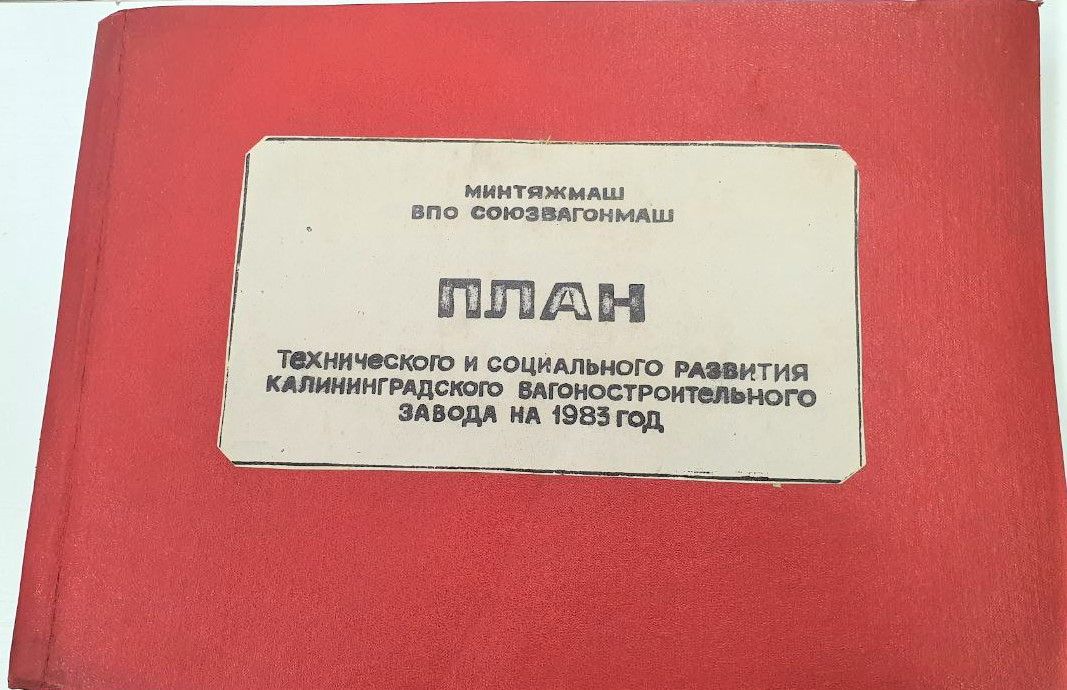 МИНТЯЖМАШ
ВПО СОЮЗВАГОНМАШ
ПЛАН
ТЕХНИЧЕСКОГО И СОЦИАЛЬНОГО РАЗВИТИЯ
КАЛИНИНГРАДСКОГО ВАГОНОСТРОИТЕЛЬНОГО
ЗАВОДА НА 1983 ГОД